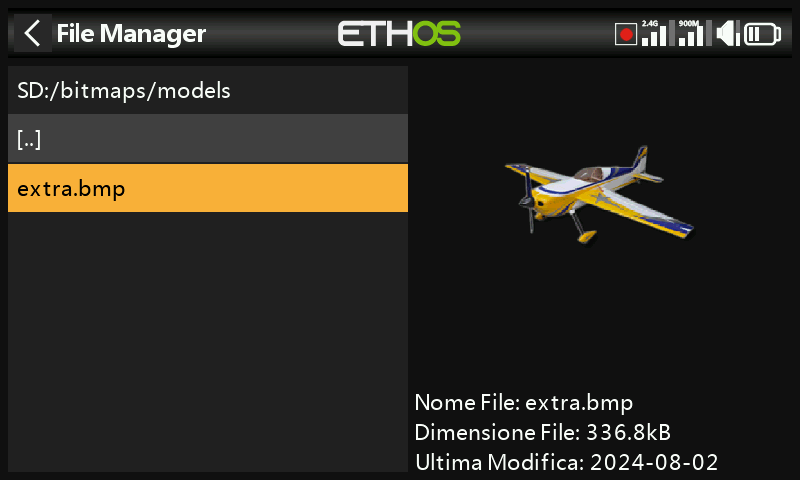 File Manager
ETHOS
2.4G
900M
SD:/bitmaps/models
[..]
extra.bmp
Nome File: extra.bmp
Dimensione File: 336.8kB
Ultima Modifica: 2024-08-02